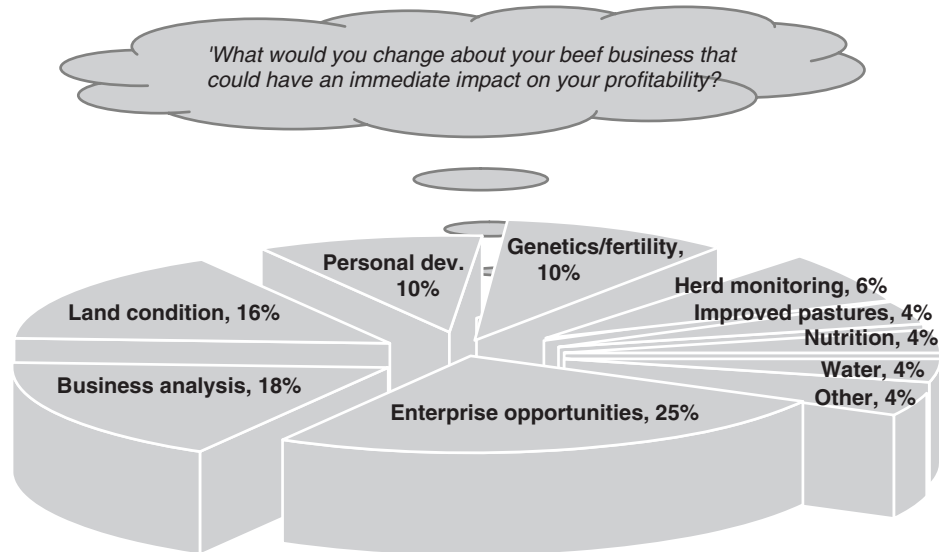 'What would you change about your beef business that
could have an immediate impact on your profitability?
Genetics/fertility,
10%
Personal dev.
10%
Herd monitoring, 6%
Land condition, 16%
Improved pastures, 4%
Nutrition, 4%
Water, 4%
Business analysis, 18%
Other, 4%
Enterprise opportunities, 25%